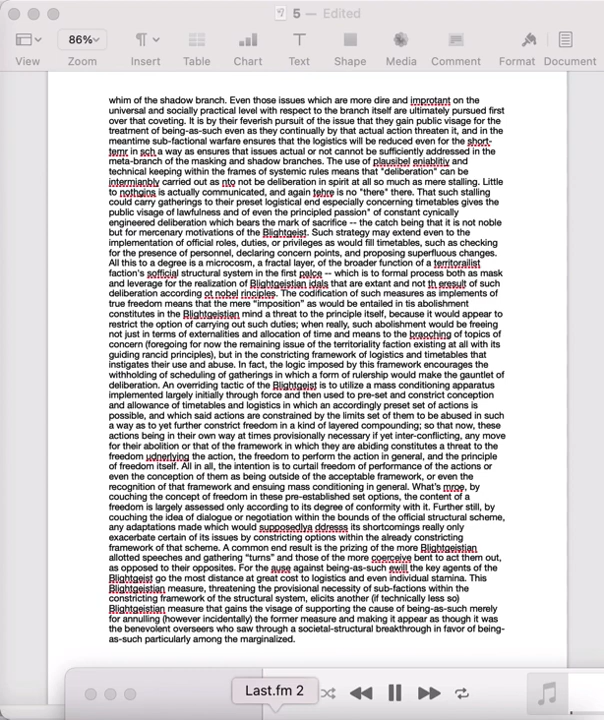 5 — Edited
86%
View Zoom Insert Table Chart Text Shape Media Comment Format Document
whim of the shadow branch. Even those issues which are more dire and improtant on the
universal and socially practical level with respect to the branch itself are ultimately pursued first
over that coveting. It is by their feverish pursuit of the issue that they gain public visage for the
treatment of being-as-such even as they continually by that actual action threaten it, and in the
meantime sub-factional warfare ensures that the logistics will be reduced even for the short-
temr in sch a way as ensures that issues actual or not cannot be sufficiently addressed in the
meta-branch of the masking and shadow branches. The use of plausibel eniablitiy and
technical keeping within the frames of systemic rules means that "deliberation" can be
intermianbly carried out as nto not be deliberation in spirit at all so much as mere stalling. Little
to nothgins is actually communicated, and again tehre is no "there" there. That such stalling
could carry gatherings to their preset logistical end especially concerning timetables gives the
public visage of lawfulness and of even the principled passion" of constant cynically
engineered deliberation which bears the mark of sacrifice -- the catch being that it is not noble
but for mercenary motivations of the Blightgeist. Such strategy may extend even to the
implementation of official roles, duties, or privileges as would fill timetables, such as checking
for the presence of personnel, declaring concern points, and proposing superfluous changes.
All this to a degree is a microcosm, a fractal layer, of the broader function of a territorailist
faction's sofficial structural system in the first palce -- which is to formal process both as mask
and leverage for the realization of Blightgeistian idals that are extant and not th eresult of such
deliberation according ot nobel rinciples. The codification of such measures as implements of
true freedom means that the mere "imposition" as would be entailed in tis abolishment
constitutes in the Blightgeistian mind a threat to the principle itself, because it would appear to
restrict the option of carrying out such duties; when really, such abolishment would be freeing
not just in terms of externalities and allocation of time and means to the braoching of topics of
concern (foregoing for now the remaining issue of the territoriality faction existing at all with its
guiding rancid principles), but in the constricting framework of logistics and timetables that
instigates their use and abuse. In fact, the logic imposed by this framework encourages the
withholding of scheduling of gatherings in which a form of rulership would make the gauntlet of
deliberation. An overriding tactic of the Blightgeist is to utilize a mass conditioning apparatus
implemented largely initially through force and then used to pre-set and constrict conception
and allowance of timetables and logistics in which an accordingly preset set of actions is
possible, and which said actions are constrained by the limits set of them to be abused in such
a way as to yet further constrict freedom in a kind of layered compounding; so that now, these
actions being in their own way at times provisionally necessary if yet inter-conflicting, any move
for their abolition or that of the framework in which they are abiding constitutes a threat to the
freedom udnerlying the action, the freedom to perform the action in general, and the principle
of freedom itself. All in all, the intention is to curtail freedom of performance of the actions or
even the conception of them as being outside of the acceptable framework, or even the
recognition of that framework and ensuing mass conditioning in general. What's mroe, by
couching the concept of freedom in these pre-established set options, the content of a
freedom is largely assessed only according to its degree of conformity with it. Further still, by
couching the idea of dialogue or negotiation within the bounds of the official structural scheme,
any adaptations made which would supposedlya ddresss its shortcomings really only
exacerbate certain of its issues by constricting options within the already constricting
framework of that scheme. A common end result is the prizing of the more Blightgeistian
allotted speeches and gathering "turns" and those of the more coerceive bent to act them out,
as opposed to their opposites. For the ause against being-as-such swill the key agents of the
Blightgeist go the most distance at great cost to logistics and even individual stamina. This
Blightgeistian measure, threatening the provisional necessity of sub-factions within the
constricting framework of the structural system, elicits another (if technically less so)
Blightgeistian measure that gains the visage of supporting the cause of being-as-such merely
for annulling (however incidentally) the former measure and making it appear as though it was
the benevolent overseers who saw through a societal-structural breakthrough in favor of being-
as-such particularly among the marginalized.
Last.fm 2